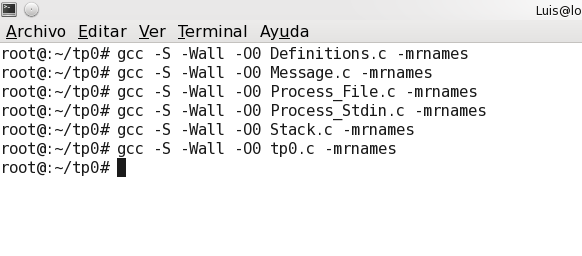 Luis@lo
Archivo Editar Ver Terminal Ayuda
root@:~/tp0# gcc -S -Wall -O0 Definitions.c -mrnames
root@:~/tp0# gcc -S -Wall -O0 Message.c -mrnames
root@:~/tp0# gcc -S -Wall -O0 Process_File.c -mrnames
root@:~/tp0# gcc -S -Wall -O0 Process_Stdin.c -mrnames
root@:~/tp0# gcc -S -Wall -O0 Stack.c -mrnames
root@:~/tp0# gcc -S -Wall -O0 tp0.c -mrnames
root@:~/tp0#